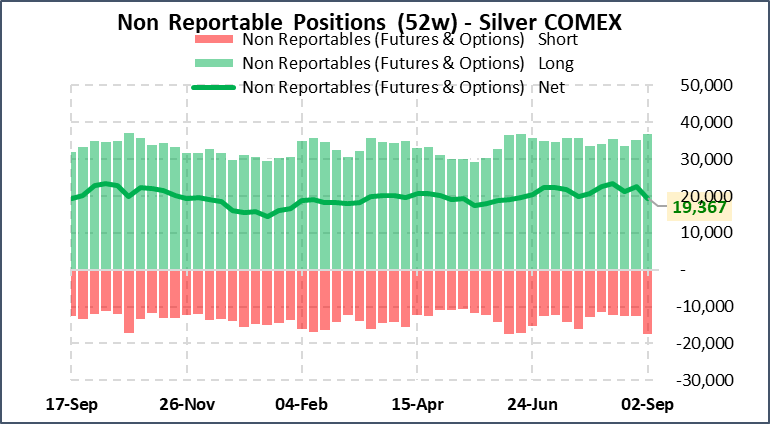 Non Reportable Positions (52w) - Silver COMEX
Non Reportables (Futures & Options) Short
Non Reportables (Futures & Options) Long
Non Reportables (Futures & Options) Net
50,000
40,000
30,000
20,000
19,367
10,000
-
-10,000
-20,000
-30,000
17-Sep 26-Nov 04-Feb 15-Apr 24-Jun 02-Sep